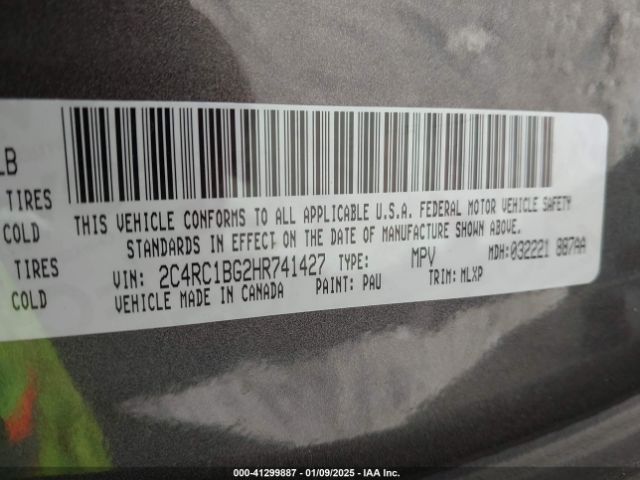 LB
TIRES
COLD
TIRES
COLD
THIS VEHICLE CONFORMS TO ALL APPLICABLE U.S.A. FEDERAL MOTOR VEHICLE SAFETY
STANDARDS IN EFFECT ON THE DATE OF MANUFACTURE SHOWN ABOVE.
VIN: 2C4RC1BG2HR741427 TYPE: MPV MDH:032221 887AA
VEHICLE MADE IN CANADA PAINT: PAU TRIM: MLXP
000-41299887 - 01/09/2025 - IAA Inc.